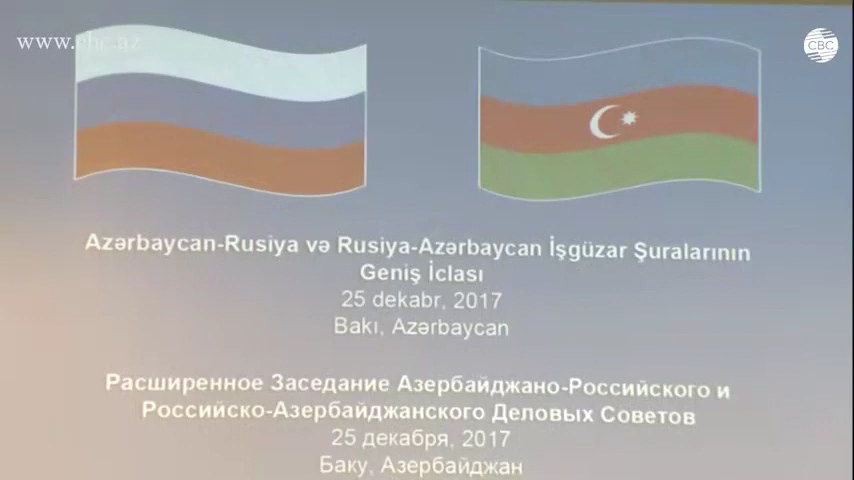 www.cbc.az
CBC
Azərbaycan-Rusiya və Rusiya-Azərbaycan İşgüzar Şuralarının
Geniş İclası
25 dekabr, 2017
Bakı, Azərbaycan
Расширенное Заседание Азербайджано-Российского и
Российско-Азербайджанского Деловых Советов
25 декабря, 2017
Баку, Азербайджан